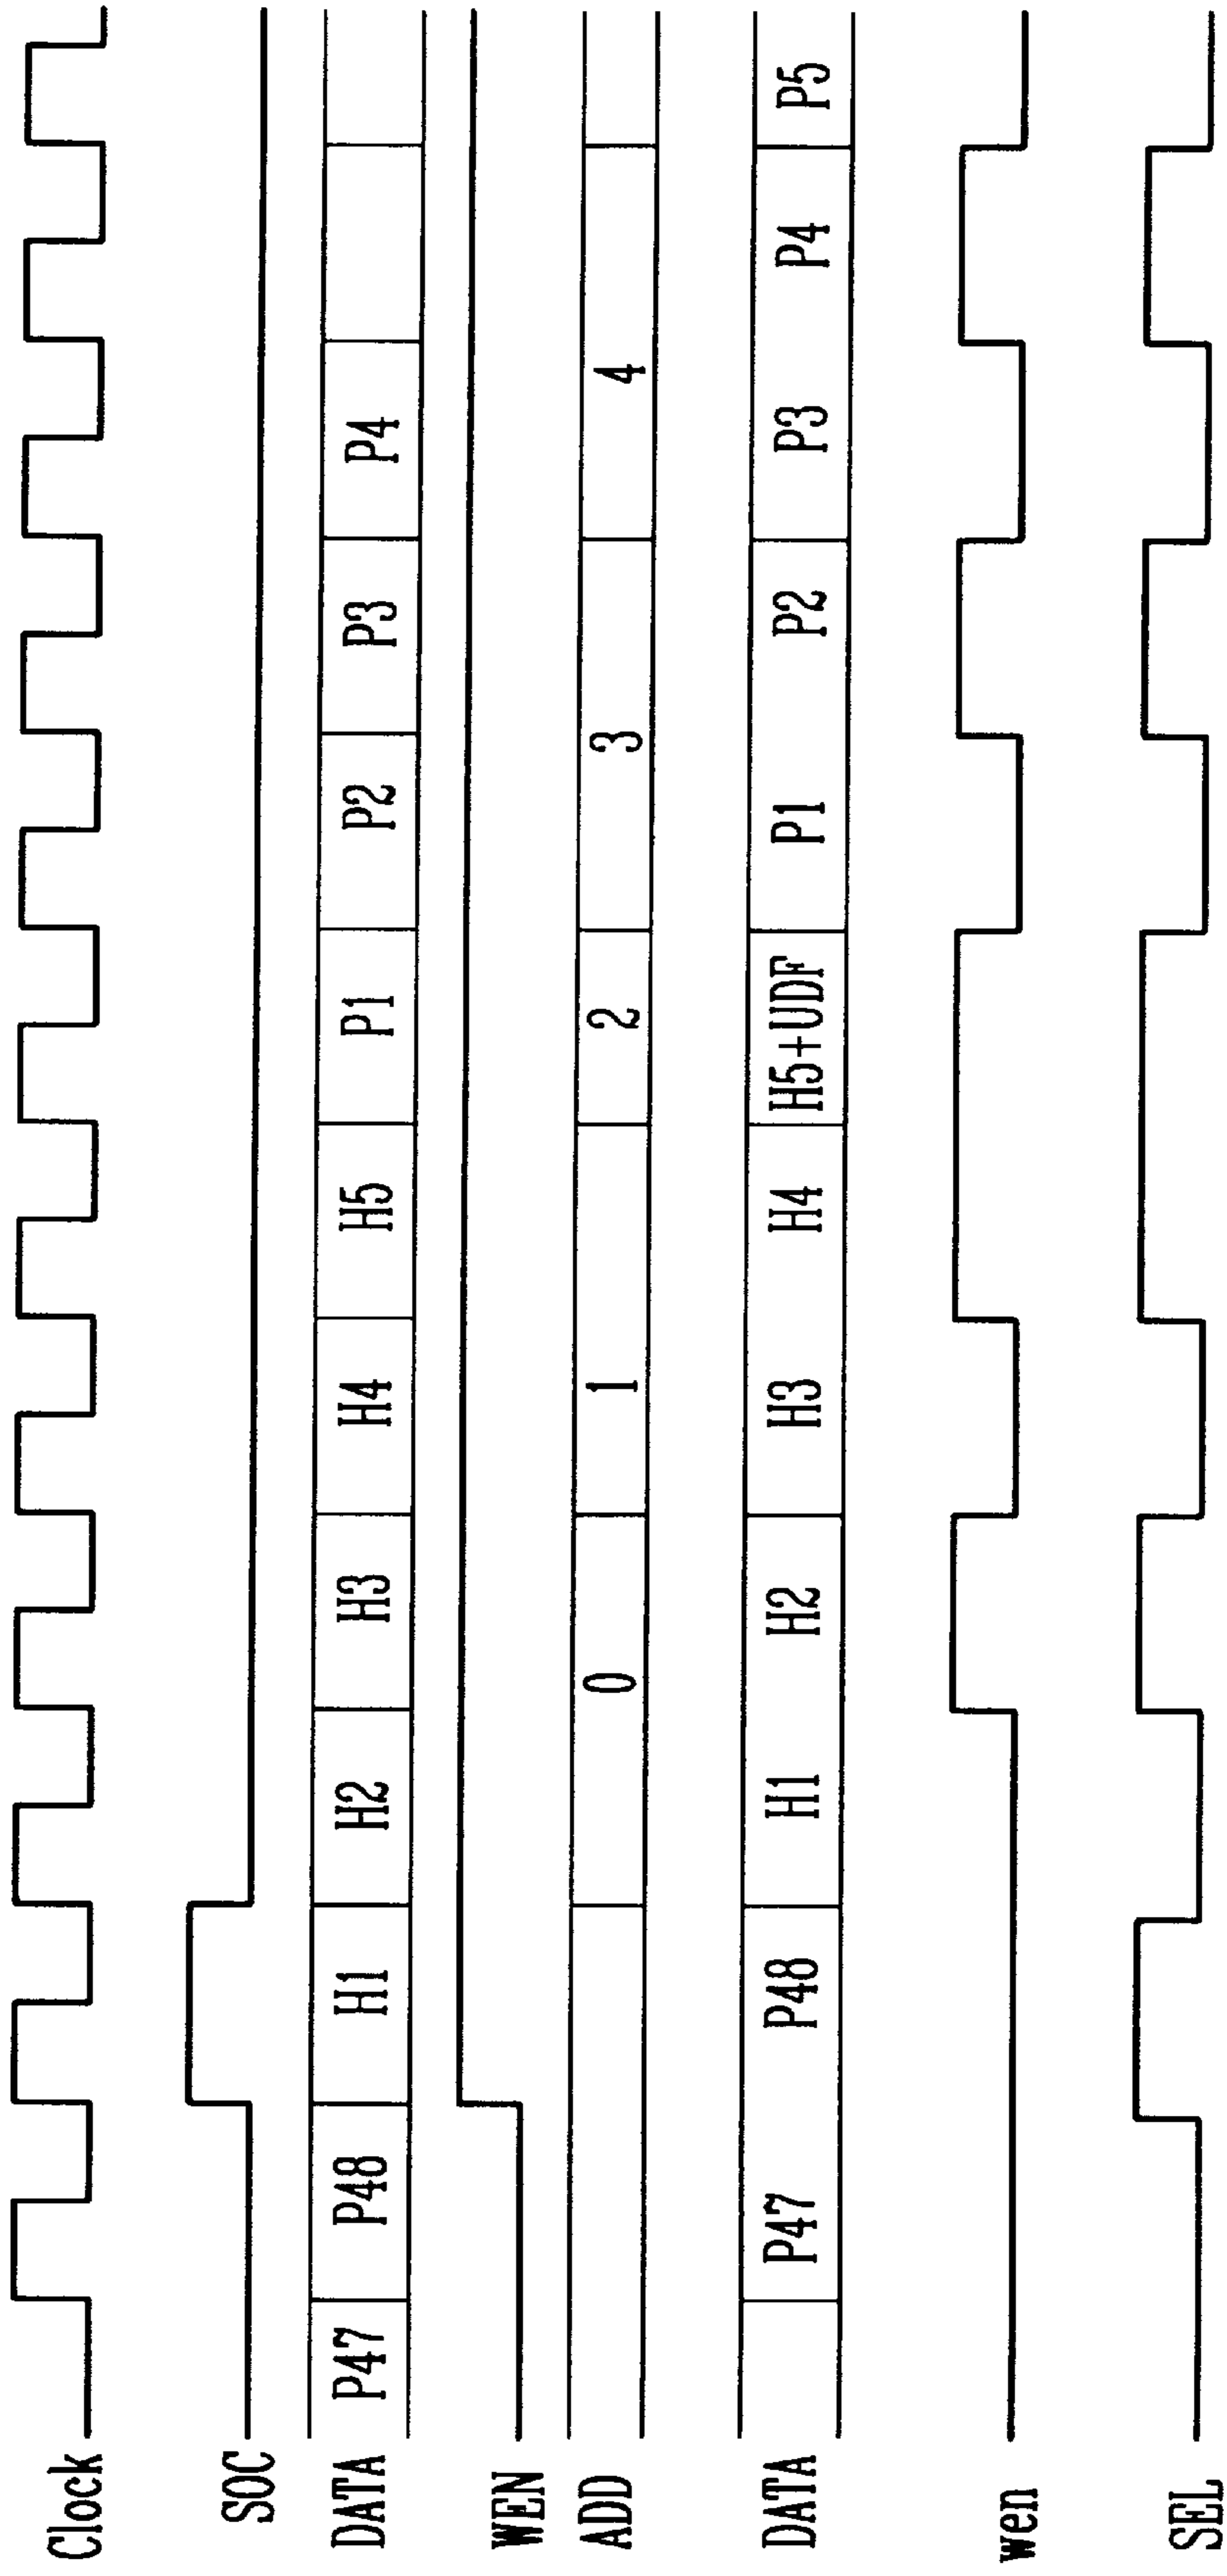 Clock
SOC
DATA P47 P48 H1 H2 H3 H4 H5 P1 P2 P3 P4
WEN
ADD 0 1 2 3 4
DATA P47 P48 H1 H2 H3 H4 H5+UDF P1 P2 P3 P4 P5
wen
SEL